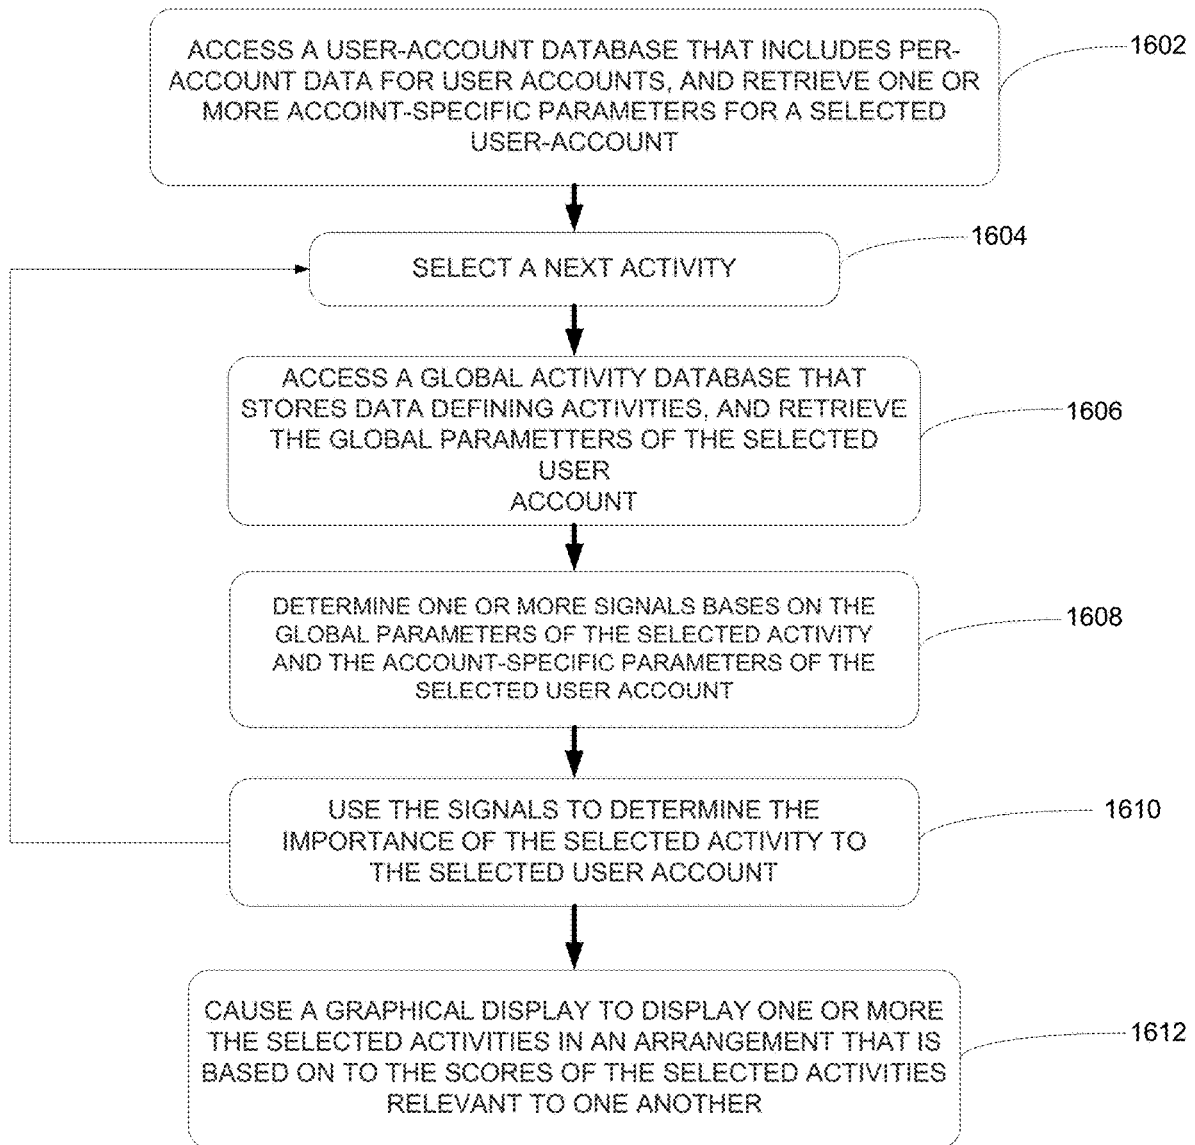 ACCESS A USER-ACCOUNT DATABASE THAT INCLUDES PER-
ACCOUNT DATA FOR USER ACCOUNTS, AND RETRIEVE ONE OR
MORE ACCOINT-SPECIFIC PARAMETERS FOR A SELECTED
USER-ACCOUNT
1602
SELECT A NEXT ACTIVITY
1604
ACCESS A GLOBAL ACTIVITY DATABASE THAT
STORES DATA DEFINING ACTIVITIES, AND RETRIEVE
THE GLOBAL PARAMETTERS OF THE SELECTED
USER
ACCOUNT
1606
DETERMINE ONE OR MORE SIGNALS BASES ON THE
GLOBAL PARAMETERS OF THE SELECTED ACTIVITY
AND THE ACCOUNT-SPECIFIC PARAMETERS OF THE
SELECTED USER ACCOUNT
1608
USE THE SIGNALS TO DETERMINE THE
IMPORTANCE OF THE SELECTED ACTIVITY TO
THE SELECTED USER ACCOUNT
1610
CAUSE A GRAPHICAL DISPLAY TO DISPLAY ONE OR MORE
THE SELECTED ACTIVITIES IN AN ARRANGEMENT THAT IS
BASED ON TO THE SCORES OF THE SELECTED ACTIVITIES
RELEVANT TO ONE ANOTHER
1612